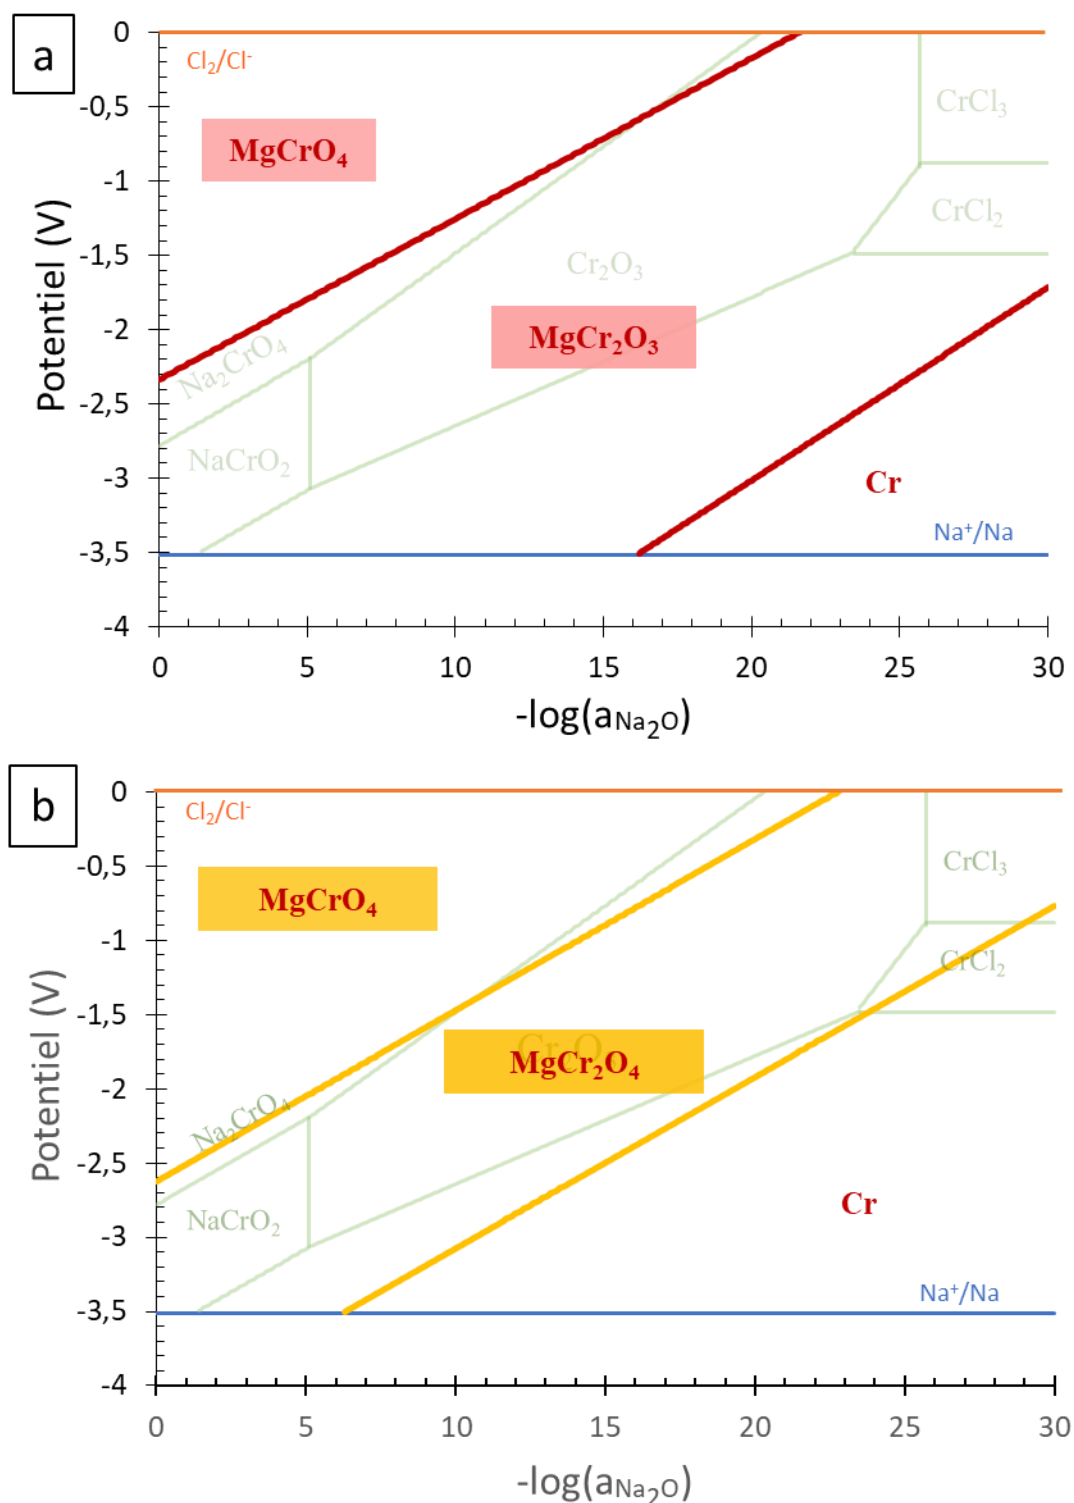 a
0
-0,5
-1
-1,5
-2
-2,5
-3
-3,5
-4
Potentiel (V)
Cl₂/Cl⁻
MgCrO₄
CrCl₃
CrCl₂
Cr₂O₃
MgCr₂O₃
Na₂CrO₄
NaCrO₂
Cr
Na⁺/Na
0 5 10 15 20 25 30
-log(a_Na₂O)
b
0
-0,5
-1
-1,5
-2
-2,5
-3
-3,5
-4
Potentiel (V)
Cl₂/Cl⁻
MgCrO₄
CrCl₃
CrCl₂
MgCr₂O₄
Na₂CrO₄
NaCrO₂
Cr
Na⁺/Na
0 5 10 15 20 25 30
-log(a_Na₂O)